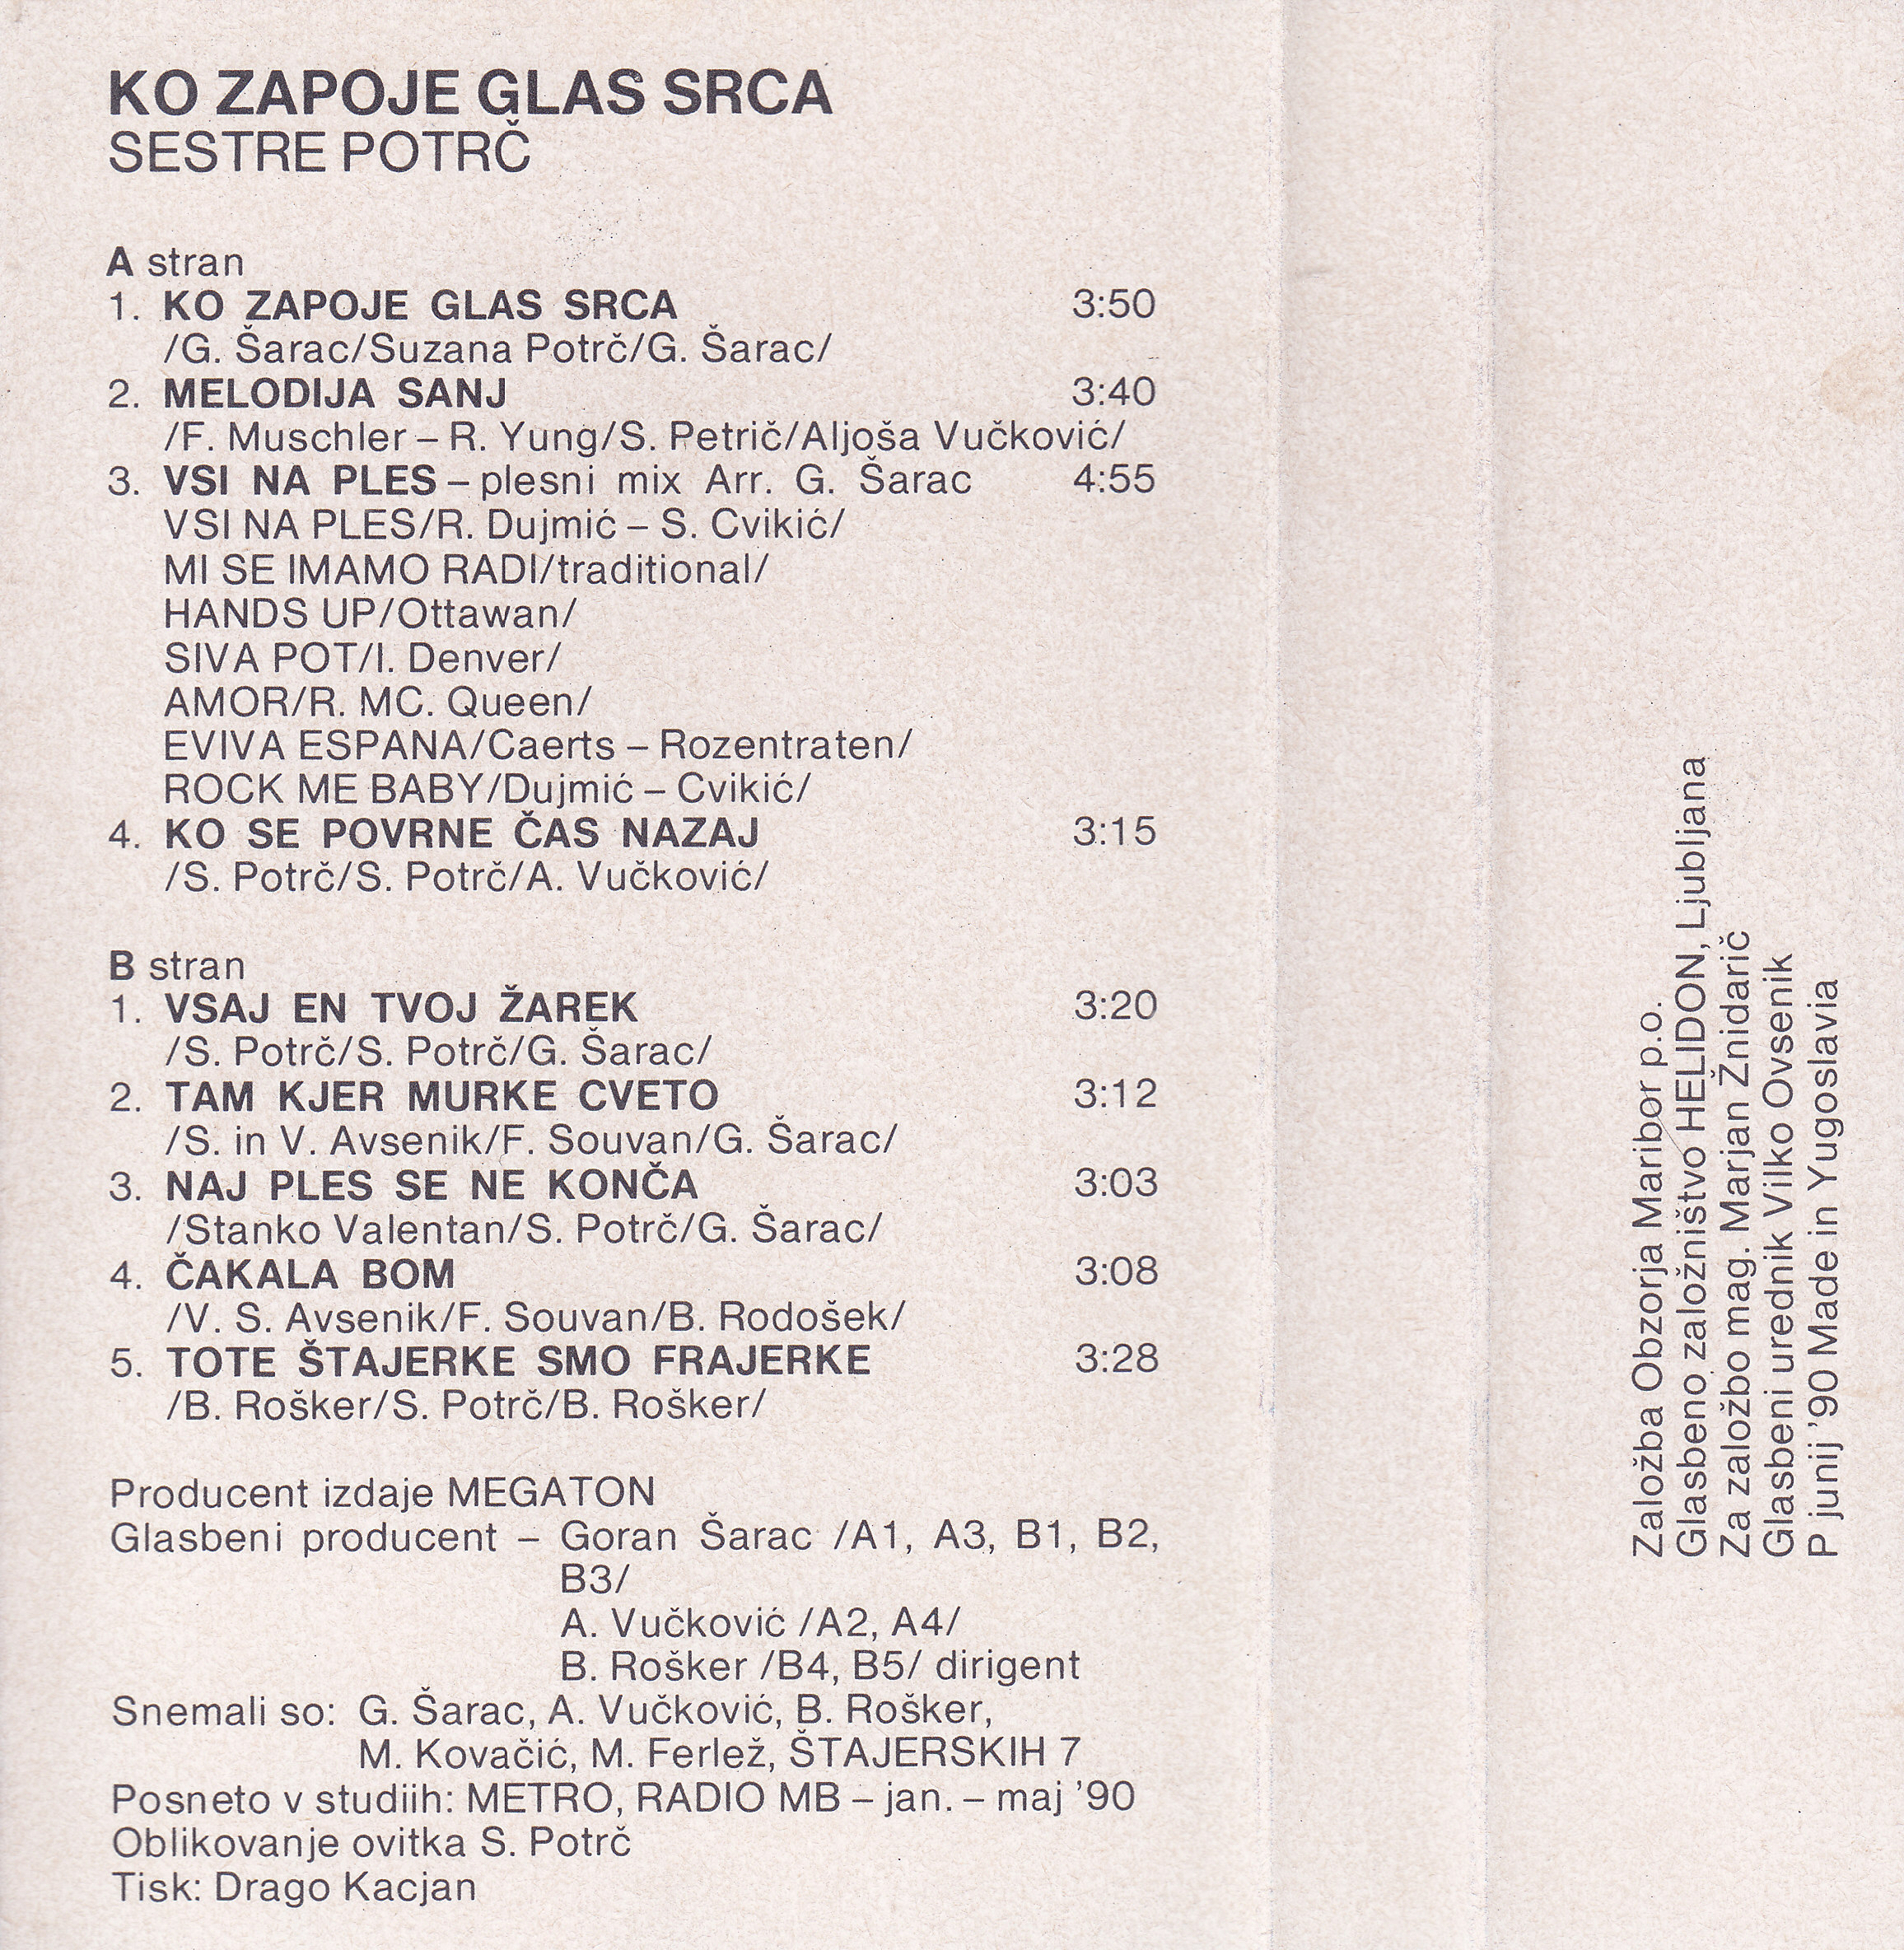 KO ZAPOJE GLAS SRCA
SESTRE POTRČ
A stran
1. KO ZAPOJE GLAS SRCA 3:50
/G. Šarac/Suzana Potrč/G. Šarac/
2. MELODIJA SANJ 3:40
/F. Muschler – R. Yung/S. Petrič/Aljoša Vučković/
3. VSI NA PLES – plesni mix Arr. G. Šarac 4:55
VSI NA PLES/R. Dujmić – S. Cvikić/
MI SE IMAMO RADI/traditional/
HANDS UP/Ottawan/
SIVA POT/I. Denver/
AMOR/R. MC. Queen/
EVIVA ESPANA/Caerts – Rozentraten/
ROCK ME BABY/Dujmić – Cvikić/
4. KO SE POVRNE ČAS NAZAJ 3:15
/S. Potrč/S. Potrč/A. Vučković/
B stran
1. VSAJ EN TVOJ ŽAREK 3:20
/S. Potrč/S. Potrč/G. Šarac/
2. TAM KJER MURKE CVETO 3:12
/S. in V. Avsenik/F. Souvan/G. Šarac/
3. NAJ PLES SE NE KONČA 3:03
/Stanko Valentan/S. Potrč/G. Šarac/
4. ČAKALA BOM 3:08
/V. S. Avsenik/F. Souvan/B. Rodošek/
5. TOTE ŠTAJERKE SMO FRAJERKE 3:28
/B. Rošker/S. Potrč/B. Rošker/
Producent izdaje MEGATON
Glasbeni producent – Goran Šarac /A1, A3, B1, B2,
B3/
A. Vučković /A2, A4/
B. Rošker /B4, B5/ dirigent
Snemali so: G. Šarac, A. Vučković, B. Rošker,
M. Kovačić, M. Ferlež, ŠTAJERSKIH 7
Posneto v studiih: METRO, RADIO MB – jan. – maj '90
Oblikovanje ovitka S. Potrč
Tisk: Drago Kacjan
Založba Obzorja Maribor p.o.
Glasbeno založništvo HELIDON, Ljubljana
Za založbo mag. Marjan Žnidarič
Glasbeni urednik Vilko Ovsenik
P junij '90 Made in Yugoslavia